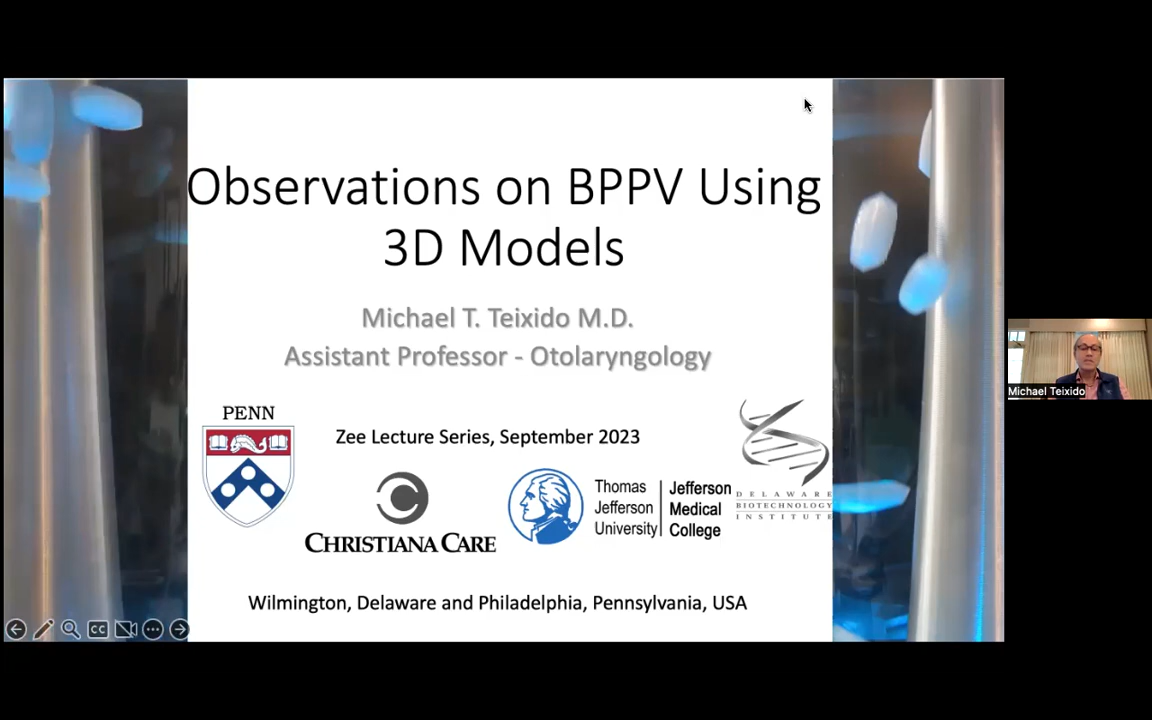 Observations on BPPV Using
3D Models
Michael T. Teixido M.D.
Assistant Professor - Otolaryngology
PENN
Zee Lecture Series, September 2023
CHRISTIANA CARE
Thomas
Jefferson
University
Jefferson
Medical
College
DELAWARE
BIOTECHNOLOGY
INSTITUTE
Wilmington, Delaware and Philadelphia, Pennsylvania, USA
CC
Michael Teixido